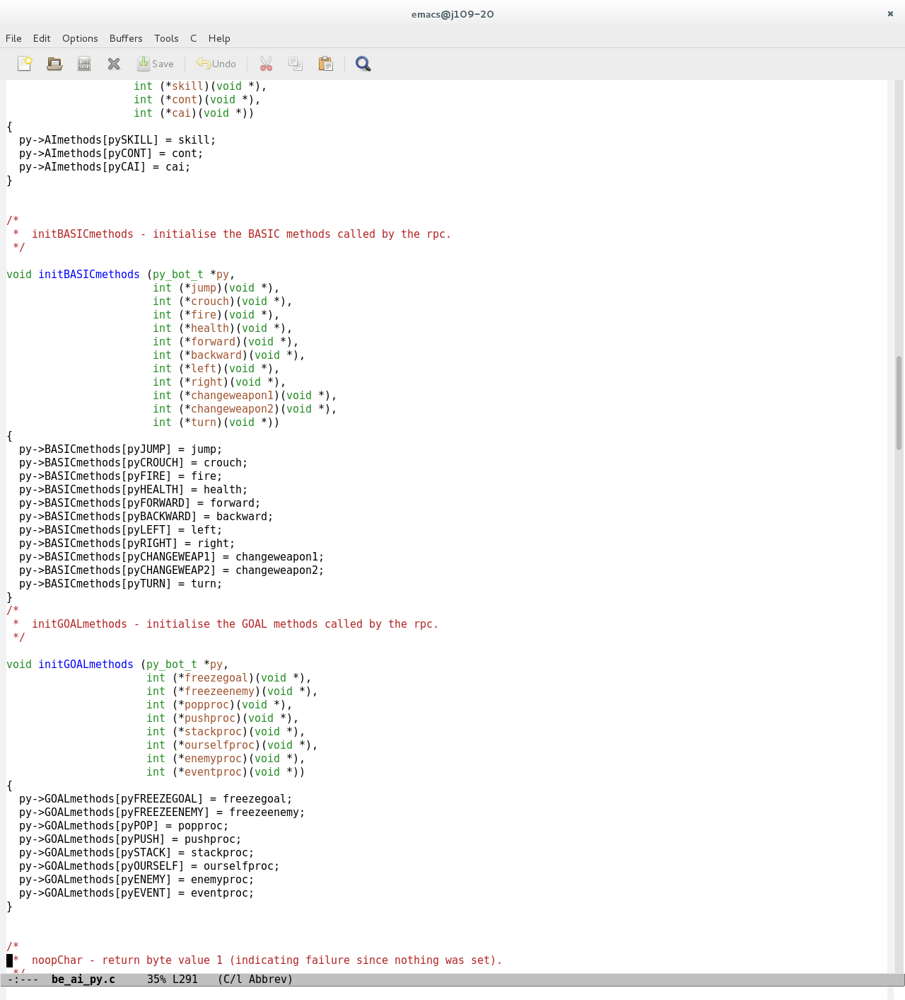 emacs@j109-20
File Edit Options Buffers Tools C Help
Save Undo
                    int (*skill)(void *),
                    int (*cont)(void *),
                    int (*cai)(void *))
{
  py->AImethods[pySKILL] = skill;
  py->AImethods[pyCONT] = cont;
  py->AImethods[pyCAI] = cai;
}
/*
 *  initBASICmethods - initialise the BASIC methods called by the rpc.
 */
void initBASICmethods (py_bot_t *py,
                       int (*jump)(void *),
                       int (*crouch)(void *),
                       int (*fire)(void *),
                       int (*health)(void *),
                       int (*forward)(void *),
                       int (*backward)(void *),
                       int (*left)(void *),
                       int (*right)(void *),
                       int (*changeweapon1)(void *),
                       int (*changeweapon2)(void *),
                       int (*turn)(void *))
{
  py->BASICmethods[pyJUMP] = jump;
  py->BASICmethods[pyCROUCH] = crouch;
  py->BASICmethods[pyFIRE] = fire;
  py->BASICmethods[pyHEALTH] = health;
  py->BASICmethods[pyFORWARD] = forward;
  py->BASICmethods[pyBACKWARD] = backward;
  py->BASICmethods[pyLEFT] = left;
  py->BASICmethods[pyRIGHT] = right;
  py->BASICmethods[pyCHANGEWEAP1] = changeweapon1;
  py->BASICmethods[pyCHANGEWEAP2] = changeweapon2;
  py->BASICmethods[pyTURN] = turn;
}
/*
 *  initGOALmethods - initialise the GOAL methods called by the rpc.
 */
void initGOALmethods (py_bot_t *py,
                      int (*freezegoal)(void *),
                      int (*freezeenemy)(void *),
                      int (*popproc)(void *),
                      int (*pushproc)(void *),
                      int (*stackproc)(void *),
                      int (*ourselfproc)(void *),
                      int (*enemyproc)(void *),
                      int (*eventproc)(void *))
{
  py->GOALmethods[pyFREEZEGOAL] = freezegoal;
  py->GOALmethods[pyFREEZEENEMY] = freezeenemy;
  py->GOALmethods[pyPOP] = popproc;
  py->GOALmethods[pyPUSH] = pushproc;
  py->GOALmethods[pySTACK] = stackproc;
  py->GOALmethods[pyOURSELF] = ourselfproc;
  py->GOALmethods[pyENEMY] = enemyproc;
  py->GOALmethods[pyEVENT] = eventproc;
}
/*
 *  noopChar - return byte value 1 (indicating failure since nothing was set).
 */
-:---  be_ai_py.c     35% L291   (C/l Abbrev)